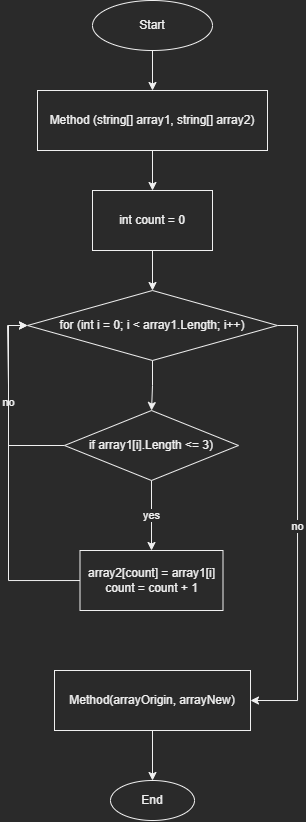 Start
Method (string[] array1, string[] array2)
int count = 0
for (int i = 0; i < array1.Length; i++)
no
if array1[i].Length <= 3)
yes
no
array2[count] = array1[i]
count = count + 1
Method(arrayOrigin, arrayNew)
End